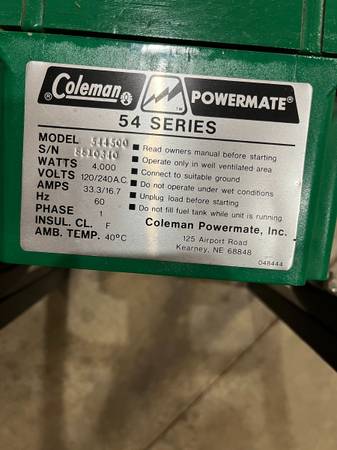 Coleman POWERMATE®
54 SERIES
MODEL 544500
S/N
WATTS 4,000
VOLTS 120/240A.C
AMPS 33.3/16.7
Hz 60
PHASE 1
INSUL. CL. F
AMB. TEMP. 40°C
Read owners manual before starting
Operate only in well ventilated area
Connect to suitable ground
Do not operate under wet conditions
Unplug load before starting
Do not fill fuel tank while unit is running
Coleman Powermate, Inc.
125 Airport Road
Kearney, NE 68848
048444